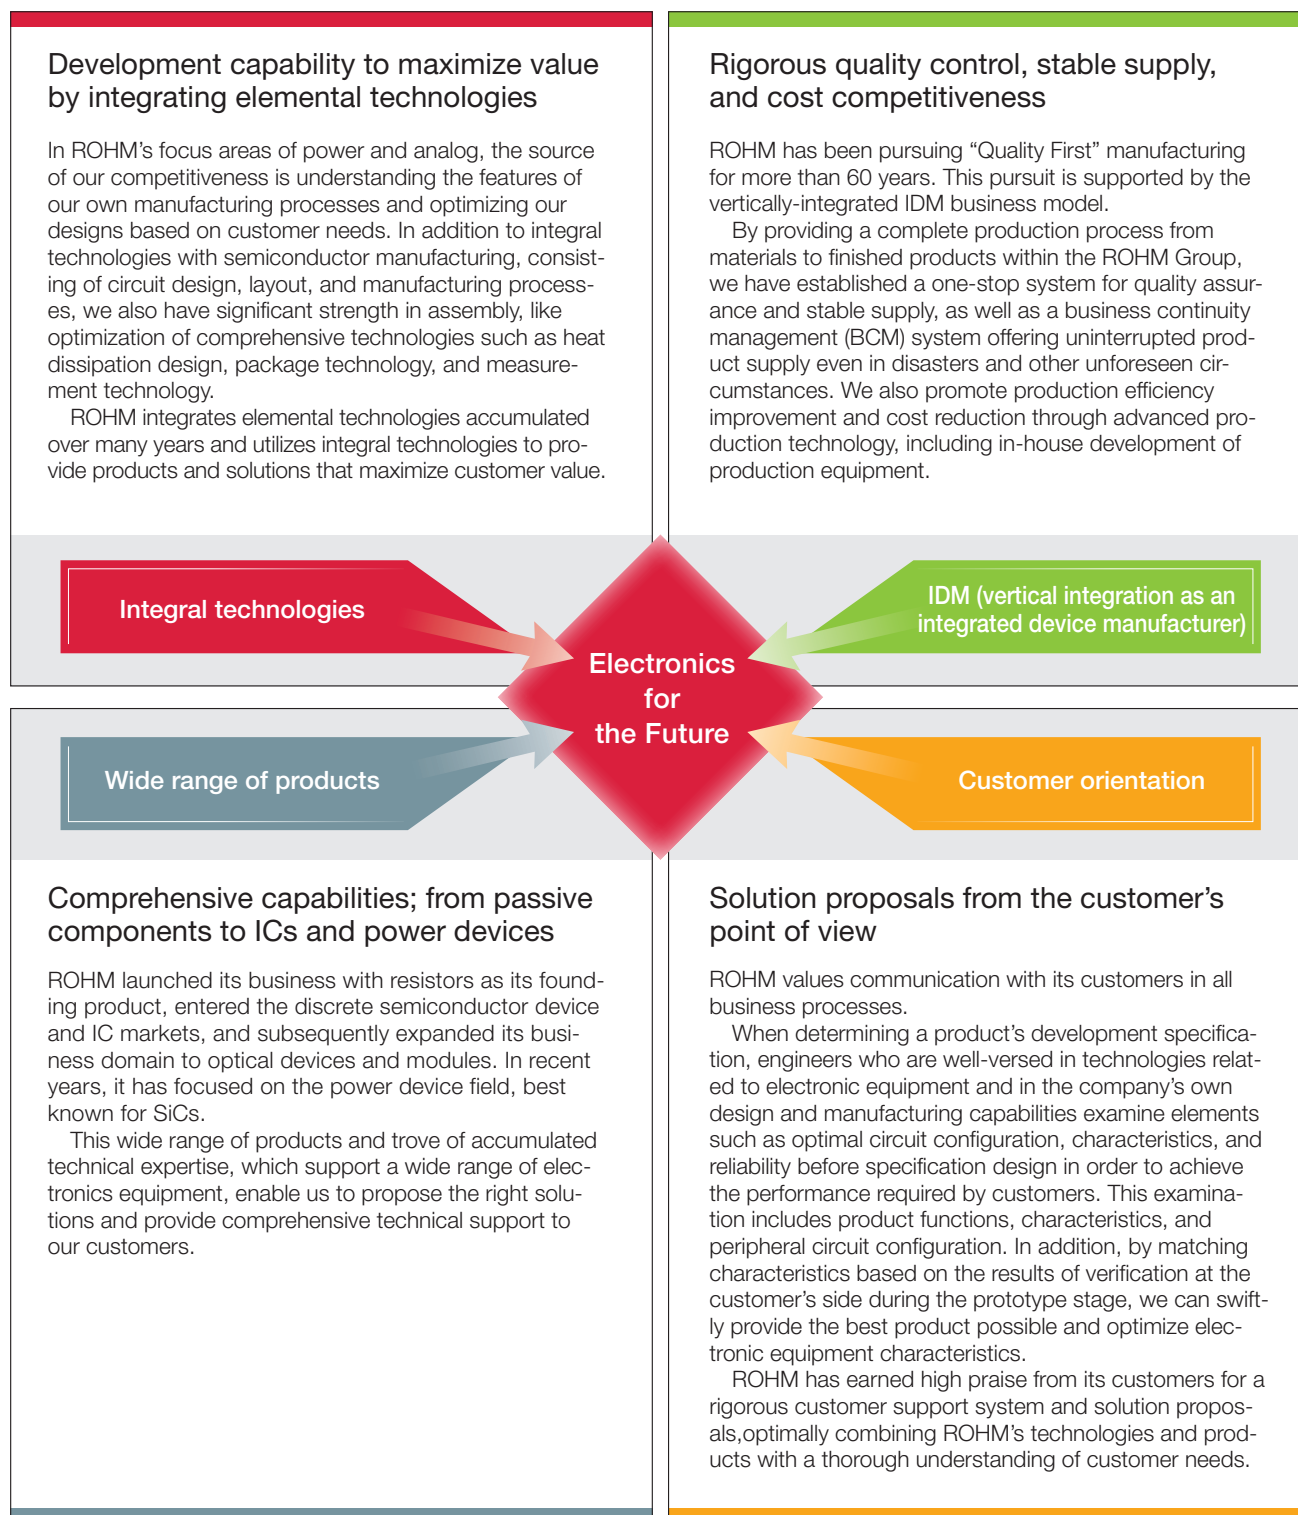 Development capability to maximize value
by integrating elemental technologies
In ROHM’s focus areas of power and analog, the source
of our competitiveness is understanding the features of
our own manufacturing processes and optimizing our
designs based on customer needs. In addition to integral
technologies with semiconductor manufacturing, consist-
ing of circuit design, layout, and manufacturing process-
es, we also have significant strength in assembly, like
optimization of comprehensive technologies such as heat
dissipation design, package technology, and measure-
ment technology.
ROHM integrates elemental technologies accumulated
over many years and utilizes integral technologies to pro-
vide products and solutions that maximize customer value.
Rigorous quality control, stable supply,
and cost competitiveness
ROHM has been pursuing “Quality First” manufacturing
for more than 60 years. This pursuit is supported by the
vertically-integrated IDM business model.
By providing a complete production process from
materials to finished products within the ROHM Group,
we have established a one-stop system for quality assur-
ance and stable supply, as well as a business continuity
management (BCM) system offering uninterrupted prod-
uct supply even in disasters and other unforeseen cir-
cumstances. We also promote production efficiency
improvement and cost reduction through advanced pro-
duction technology, including in-house development of
production equipment.
Integral technologies
IDM (vertical integration as an
integrated device manufacturer)
Electronics
for
the Future
Wide range of products
Customer orientation
Comprehensive capabilities; from passive
components to ICs and power devices
ROHM launched its business with resistors as its found-
ing product, entered the discrete semiconductor device
and IC markets, and subsequently expanded its busi-
ness domain to optical devices and modules. In recent
years, it has focused on the power device field, best
known for SiCs.
This wide range of products and trove of accumulated
technical expertise, which support a wide range of elec-
tronics equipment, enable us to propose the right solu-
tions and provide comprehensive technical support to
our customers.
Solution proposals from the customer’s
point of view
ROHM values communication with its customers in all
business processes.
When determining a product’s development specifica-
tion, engineers who are well-versed in technologies relat-
ed to electronic equipment and in the company’s own
design and manufacturing capabilities examine elements
such as optimal circuit configuration, characteristics, and
reliability before specification design in order to achieve
the performance required by customers. This examina-
tion includes product functions, characteristics, and
peripheral circuit configuration. In addition, by matching
characteristics based on the results of verification at the
customer’s side during the prototype stage, we can swift-
ly provide the best product possible and optimize elec-
tronic equipment characteristics.
ROHM has earned high praise from its customers for a
rigorous customer support system and solution propos-
als,optimally combining ROHM’s technologies and prod-
ucts with a thorough understanding of customer needs.